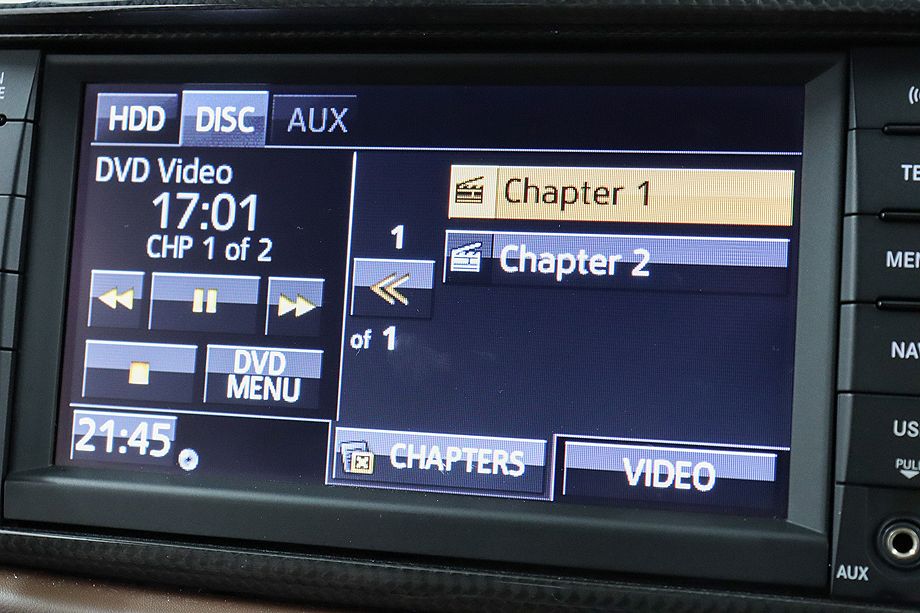 HDD DISC AUX
DVD Video
17:01
CHP 1 of 2
DVD
MENU
21:45
1
of 1
Chapter 1
Chapter 2
CHAPTERS
VIDEO
AUX